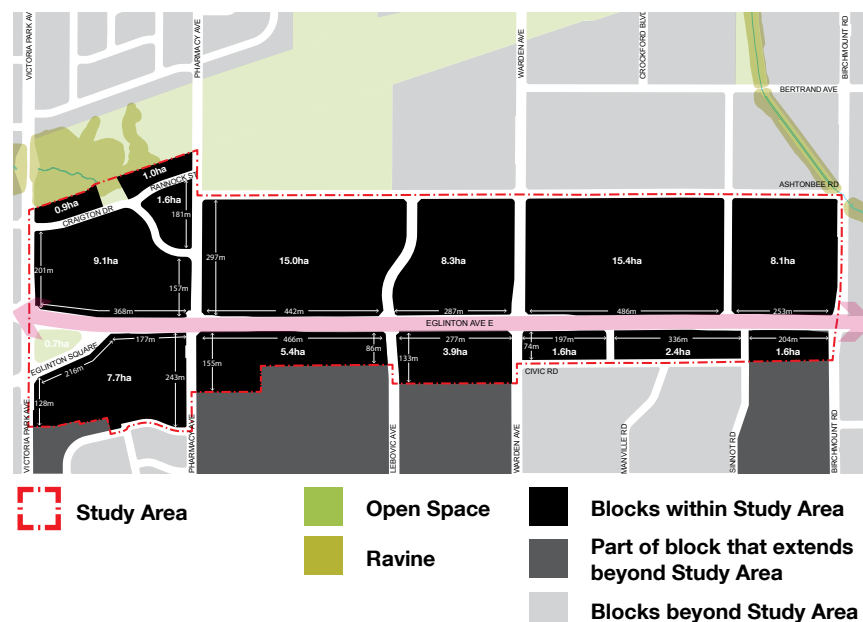 VICTORIA PARK AVE
PHARMACY AVE
WARDEN AVE
CROCKFORD BLVD
BIRCHMOUNT RD
BERTRAND AVE
ASHTONBEE RD
1.0ha
RANNOCK ST
0.9ha
1.6ha
CRAIGTON DR
181m
201m
9.1ha
157m
297m
15.0ha
8.3ha
15.4ha
8.1ha
368m
442m
287m
486m
253m
EGLINTON AVE E
0.7ha
EGLINTON SQUARE
177m
216m
7.7ha
243m
128m
466m
5.4ha
86m
155m
277m
3.9ha
133m
197m
74m
1.6ha
336m
2.4ha
204m
1.6ha
CIVIC RD
VICTORIA PARK AVE
PHARMACY AVE
LEBOVIC AVE
WARDEN AVE
MANVILLE RD
SINNOT RD
BIRCHMOUNT RD
Study Area
Open Space
Ravine
Blocks within Study Area
Part of block that extends
beyond Study Area
Blocks beyond Study Area